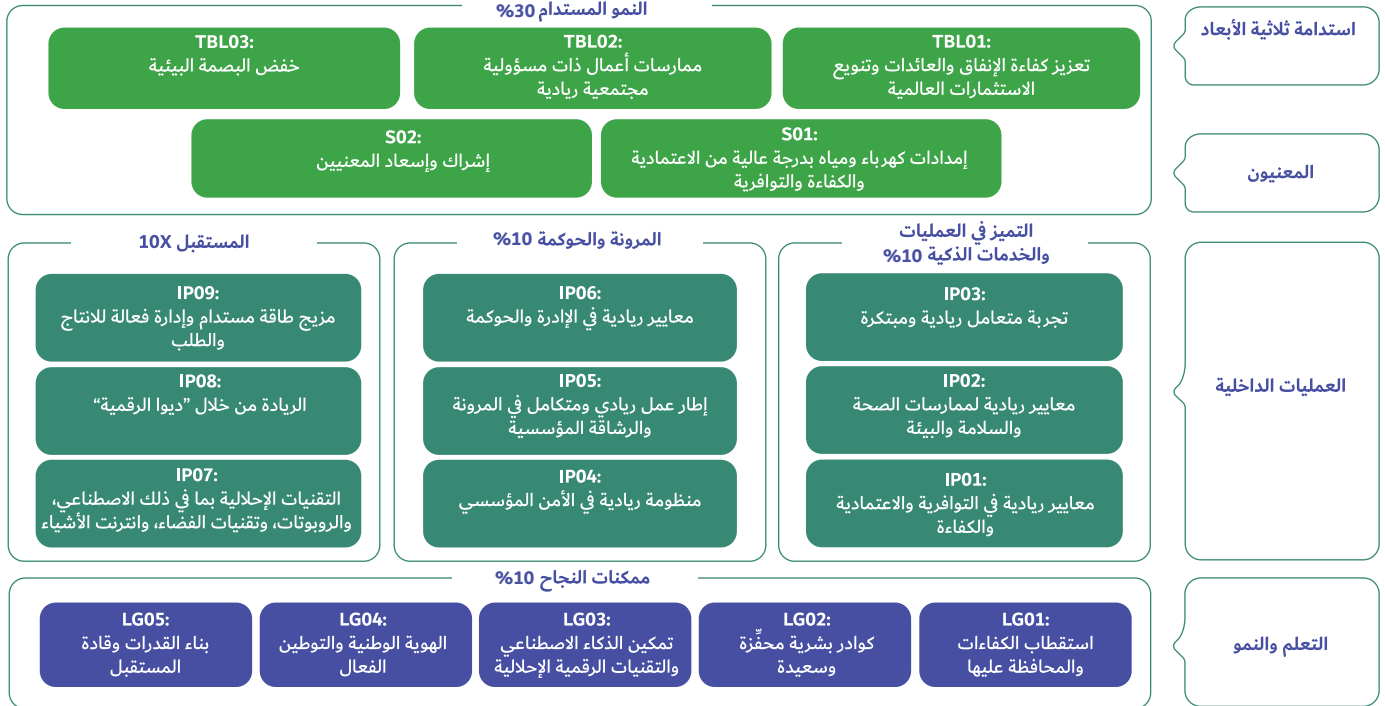 استدامة ثلاثية الأبعاد
النمو المستدام 30%
TBL01:
تعزيز كفاءة الإنفاق والعائدات وتنويع
الاستثمارات العالمية
TBL02:
ممارسات أعمال ذات مسؤولية
مجتمعية ريادية
TBL03:
خفض البصمة البيئية
المعنيون
S01:
إمدادات كهرباء ومياه بدرجة عالية من الاعتمادية
والكفاءة والتوافرية
S02:
إشراك وإسعاد المعنيين
العمليات الداخلية
التميز في العمليات
والخدمات الذكية 10%
IP03:
تجربة متعامل ريادية ومبتكرة
IP02:
معايير ريادية لممارسات الصحة
والسلامة والبيئة
IP01:
معايير ريادية في التوافرية والاعتمادية
والكفاءة
المرونة والحوكمة 10%
IP06:
معايير ريادية في الإدرة والحوكمة
IP05:
إطار عمل ريادي ومتكامل في المرونة
والرشاقة المؤسسية
IP04:
منظومة ريادية في الأمن المؤسسي
المستقبل 10X
IP09:
مزيج طاقة مستدام وإدارة فعالة للانتاج
والطلب
IP08:
الريادة من خلال ”ديوا الرقمية“
IP07:
التقنيات الإحلالية بما في ذلك الاصطناعي،
والروبوتات، وتقنيات الفضاء، وانترنت الأشياء
التعلم والنمو
ممكنات النجاح 10%
LG01:
استقطاب الكفاءات
والمحافظة عليها
LG02:
كوادر بشرية محفِّزة
وسعيدة
LG03:
تمكين الذكاء الاصطناعي
والتقنيات الرقمية الإحلالية
LG04:
الهوية الوطنية والتوطين
الفعال
LG05:
بناء القدرات وقادة
المستقبل